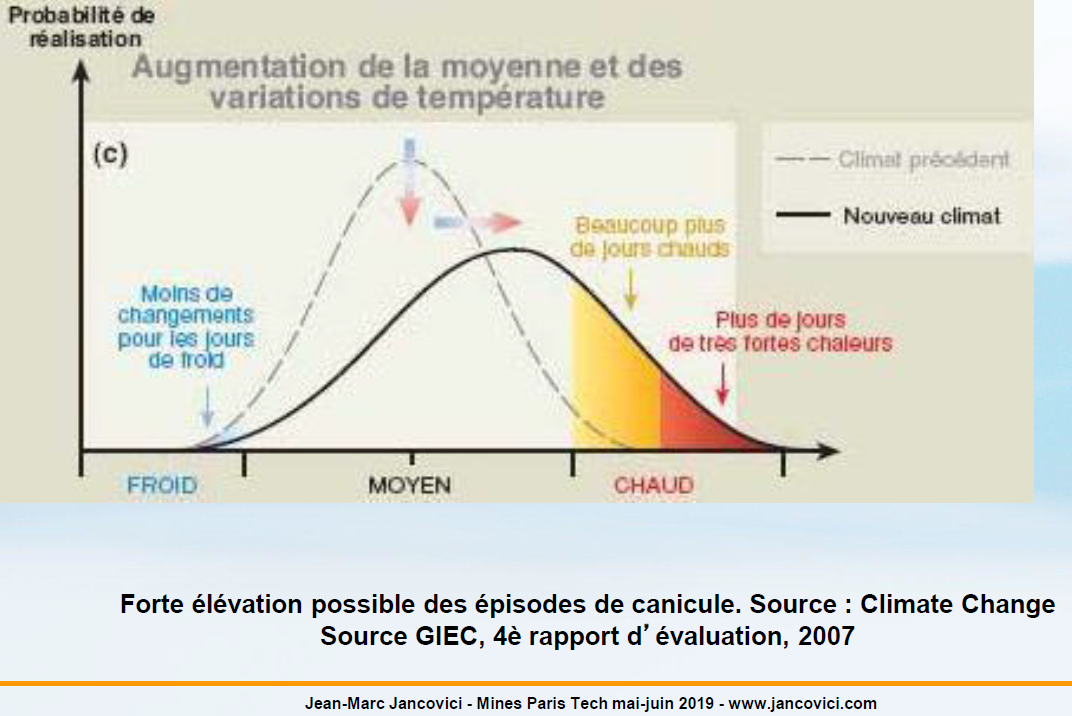 Probabilité de
réalisation
Augmentation de la moyenne et des
variations de température
(c)
Climat précédent
Nouveau climat
Beaucoup plus
de jours chauds
Moins de
changements
pour les jours
de froid
Plus de jours
de très fortes chaleurs
FROID
MOYEN
CHAUD
Forte élévation possible des épisodes de canicule. Source : Climate Change
Source GIEC, 4è rapport d’ évaluation, 2007
Jean-Marc Jancovici - Mines Paris Tech mai-juin 2019 - www.jancovici.com